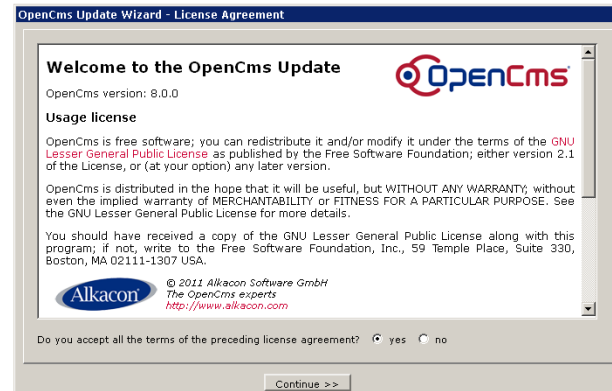 OpenCms Update Wizard - License Agreement
Welcome to the OpenCms Update
OpenCms
OpenCms version: 8.0.0
Usage license
OpenCms is free software; you can redistribute it and/or modify it under the terms of the GNU
Lesser General Public License as published by the Free Software Foundation; either version 2.1
of the License, or (at your option) any later version.
OpenCms is distributed in the hope that it will be useful, but WITHOUT ANY WARRANTY; without
even the implied warranty of MERCHANTABILITY or FITNESS FOR A PARTICULAR PURPOSE. See
the GNU Lesser General Public License for more details.
You should have received a copy of the GNU Lesser General Public License along with this
program; if not, write to the Free Software Foundation, Inc., 59 Temple Place, Suite 330,
Boston, MA 02111-1307 USA.
Alkacon
© 2011 Alkacon Software GmbH
The OpenCms experts
http://www.alkacon.com
Do you accept all the terms of the preceding license agreement? yes no
Continue >>